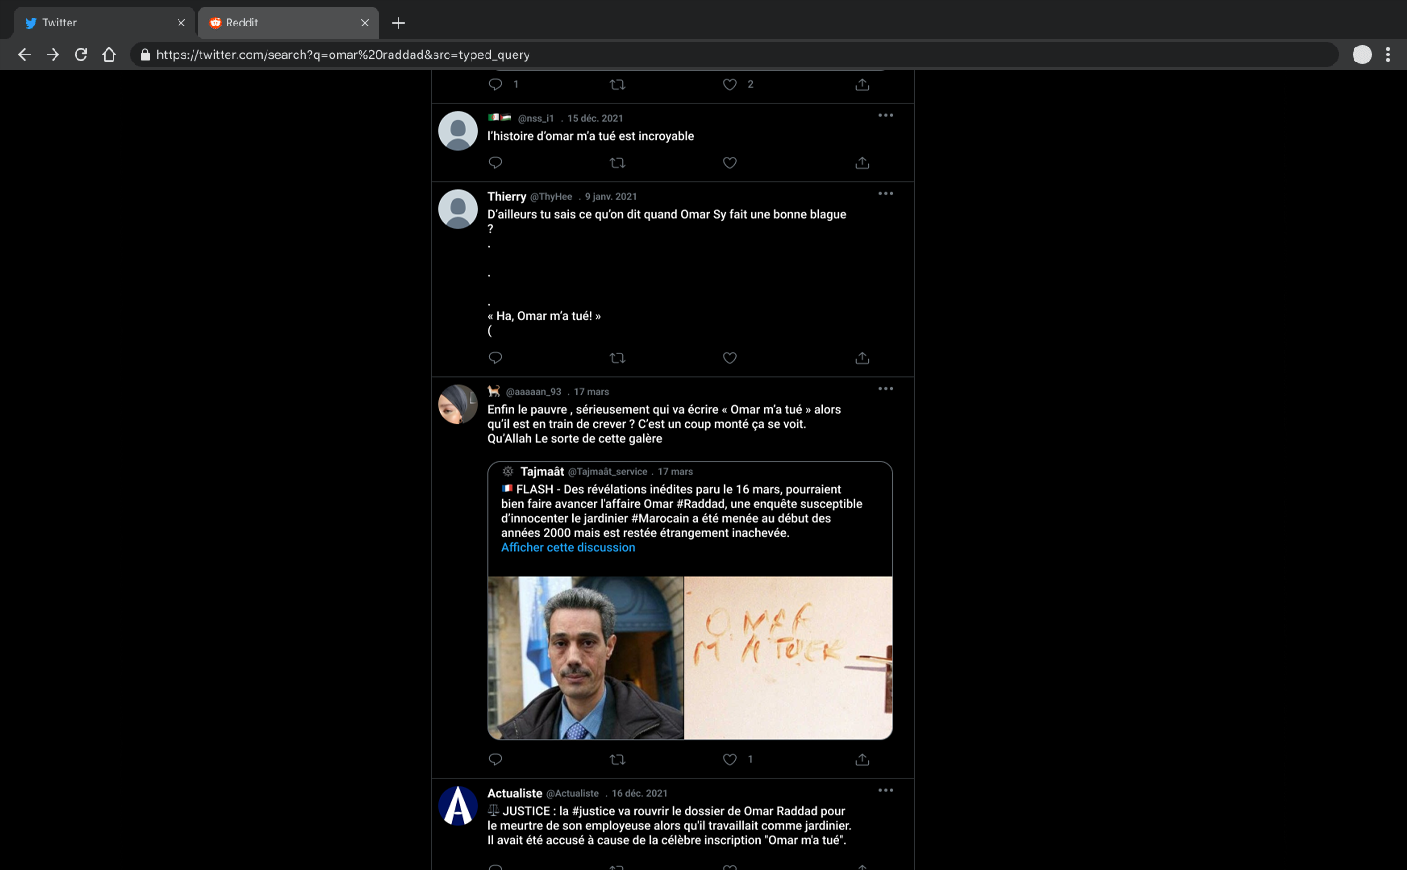 Twitter
Reddit
https://twitter.com/search?q=omar%20raddad&src=typed_query
1
2
@nss_i1 . 15 déc. 2021
l'histoire d'omar m'a tué est incroyable
Thierry @ThyHee . 9 janv. 2021
D'ailleurs tu sais ce qu'on dit quand Omar Sy fait une bonne blague
?
.
.
.
« Ha, Omar m'a tué! »
(
@aaaaan_93 . 17 mars
Enfin le pauvre , sérieusement qui va écrire « Omar m'a tué » alors
qu'il est en train de crever ? C'est un coup monté ça se voit.
Qu'Allah Le sorte de cette galère
Tajmaât @Tajmaât_service . 17 mars
FLASH - Des révélations inédites paru le 16 mars, pourraient
bien faire avancer l'affaire Omar #Raddad, une enquête susceptible
d'innocenter le jardinier #Marocain a été menée au début des
années 2000 mais est restée étrangement inachevée.
Afficher cette discussion
OMAR
M'A TUER
1
Actualiste @Actualiste . 16 déc. 2021
JUSTICE : la #justice va rouvrir le dossier de Omar Raddad pour
le meurtre de son employeuse alors qu'il travaillait comme jardinier.
Il avait été accusé à cause de la célèbre inscription "Omar m'a tué".